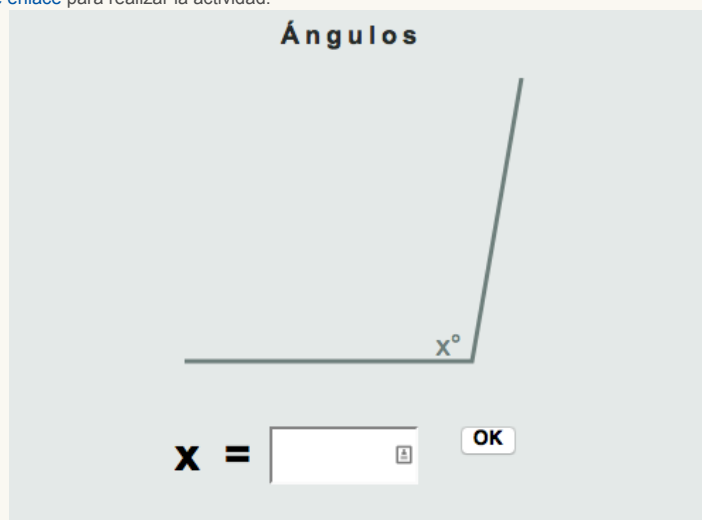 enlace para realizar la actividad.
Ángulos
x°
x =
OK